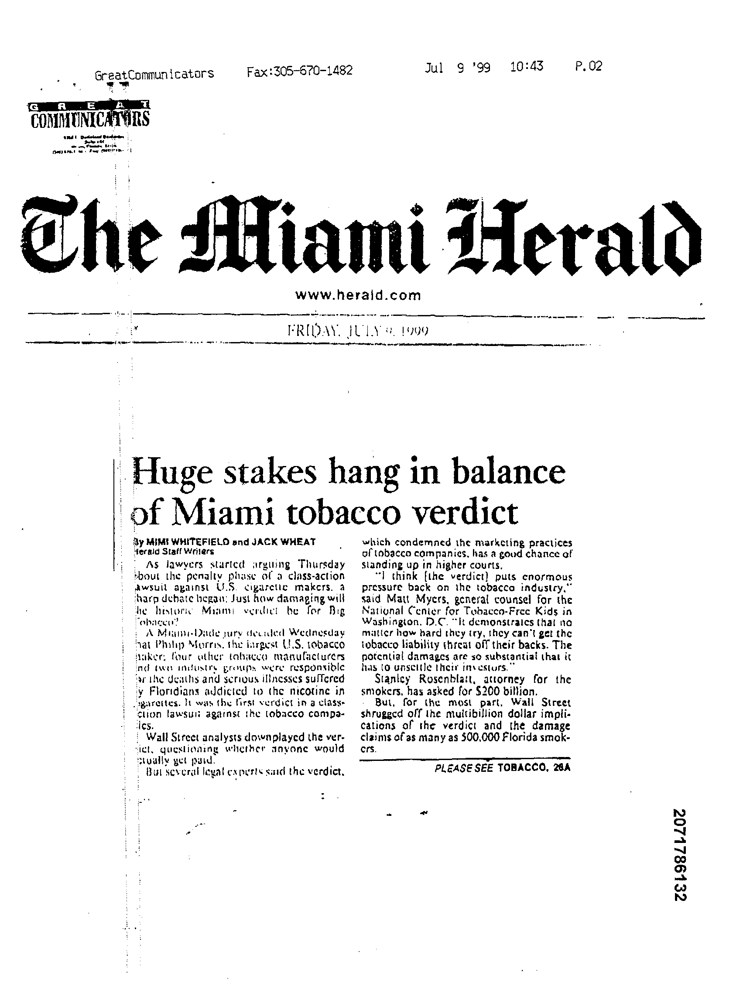 GreatCommunicators Fax:305-670-1482 Jul 9 '99 10:43 P.02
GREAT
COMMUNICATORS
The Miami Herald
www.herald.com
FRIDAY, JULY 9, 1999
Huge stakes hang in balance
of Miami tobacco verdict
By MIMI WHITEFIELD and JACK WHEAT
Herald Staff Writers
As lawyers started arguing Thursday
about the penalty phase of a class-action
lawsuit against U.S. cigarette makers, a
sharp debate began: Just how damaging will
the historic Miami verdict be for Big
Tobacco?
A Miami-Dade jury decided Wednesday
that Philip Morris, the largest U.S. tobacco
maker; four other tobacco manufacturers
and two industry groups were responsible
for the deaths and serious illnesses suffered
by Floridians addicted to the nicotine in
cigarettes. It was the first verdict in a class-
action lawsuit against the tobacco compa-
nies.
Wall Street analysts downplayed the ver-
dict, questioning whether anyone would
actually get paid.
But several legal experts said the verdict,
which condemned the marketing practices
of tobacco companies, has a good chance of
standing up in higher courts.
"I think [the verdict] puts enormous
pressure back on the tobacco industry,"
said Matt Myers, general counsel for the
National Center for Tobacco-Free Kids in
Washington, D.C. "It demonstrates that no
matter how hard they try, they can't get the
tobacco liability threat off their backs. The
potential damages are so substantial that it
has to unsettle their investors."
Stanley Rosenblatt, attorney for the
smokers, has asked for $200 billion.
But, for the most part, Wall Street
shrugged off the multibillion dollar impli-
cations of the verdict and the damage
claims of as many as 500,000 Florida smok-
ers.
PLEASE SEE TOBACCO, 26A
2071786132